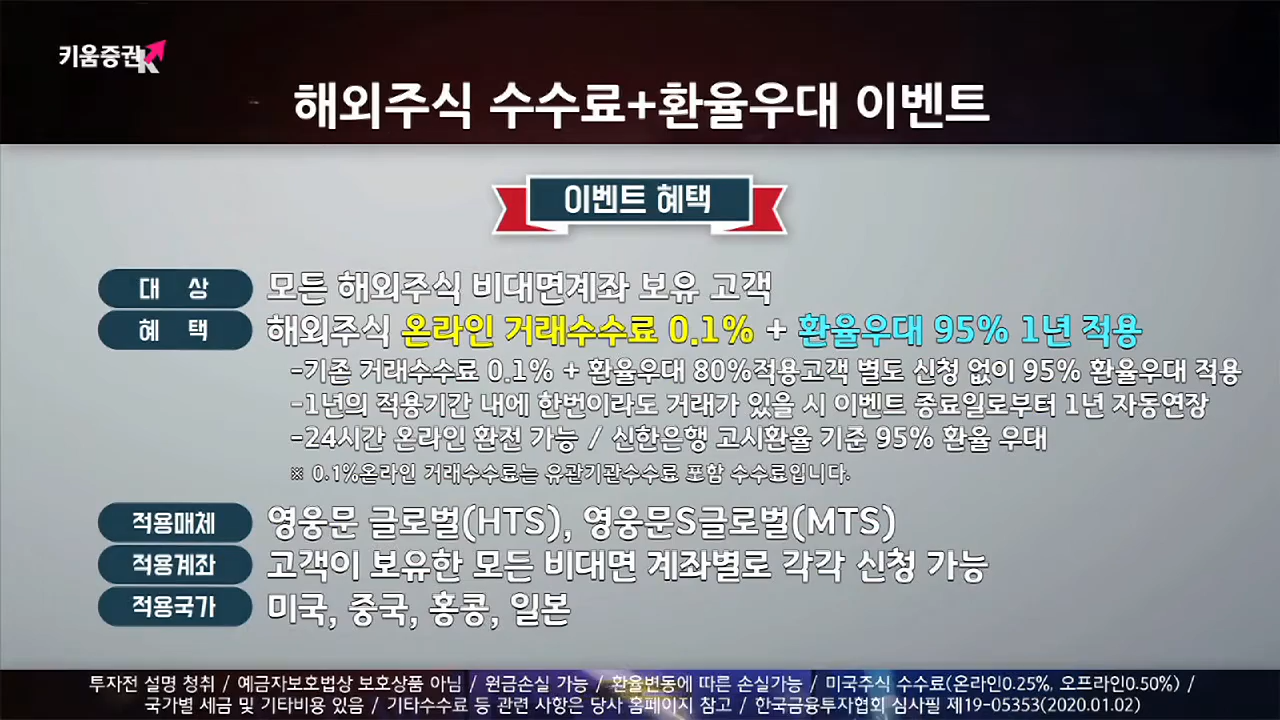 키움증권
해외주식 수수료+환율우대 이벤트
이벤트 혜택
대 상 모든 해외주식 비대면계좌 보유 고객
혜 택 해외주식 온라인 거래수수료 0.1% + 환율우대 95% 1년 적용
-기존 거래수수료 0.1% + 환율우대 80%적용고객 별도 신청 없이 95% 환율우대 적용
-1년의 적용기간 내에 한번이라도 거래가 있을 시 이벤트 종료일로부터 1년 자동연장
-24시간 온라인 환전 가능 / 신한은행 고시환율 기준 95% 환율 우대
※ 0.1%온라인 거래수수료는 유관기관수수료 포함 수수료입니다.
적용매체 영웅문 글로벌(HTS), 영웅문S글로벌(MTS)
적용계좌 고객이 보유한 모든 비대면 계좌별로 각각 신청 가능
적용국가 미국, 중국, 홍콩, 일본
투자전 설명 청취 / 예금자보호법상 보호상품 아님 / 원금손실 가능 / 환율변동에 따른 손실가능 / 미국주식 수수료(온라인0.25%, 오프라인0.50%) /
국가별 세금 및 기타비용 있음 / 기타수수료 등 관련 사항은 당사 홈페이지 참고 / 한국금융투자협회 심사필 제19-05353(2020.01.02)